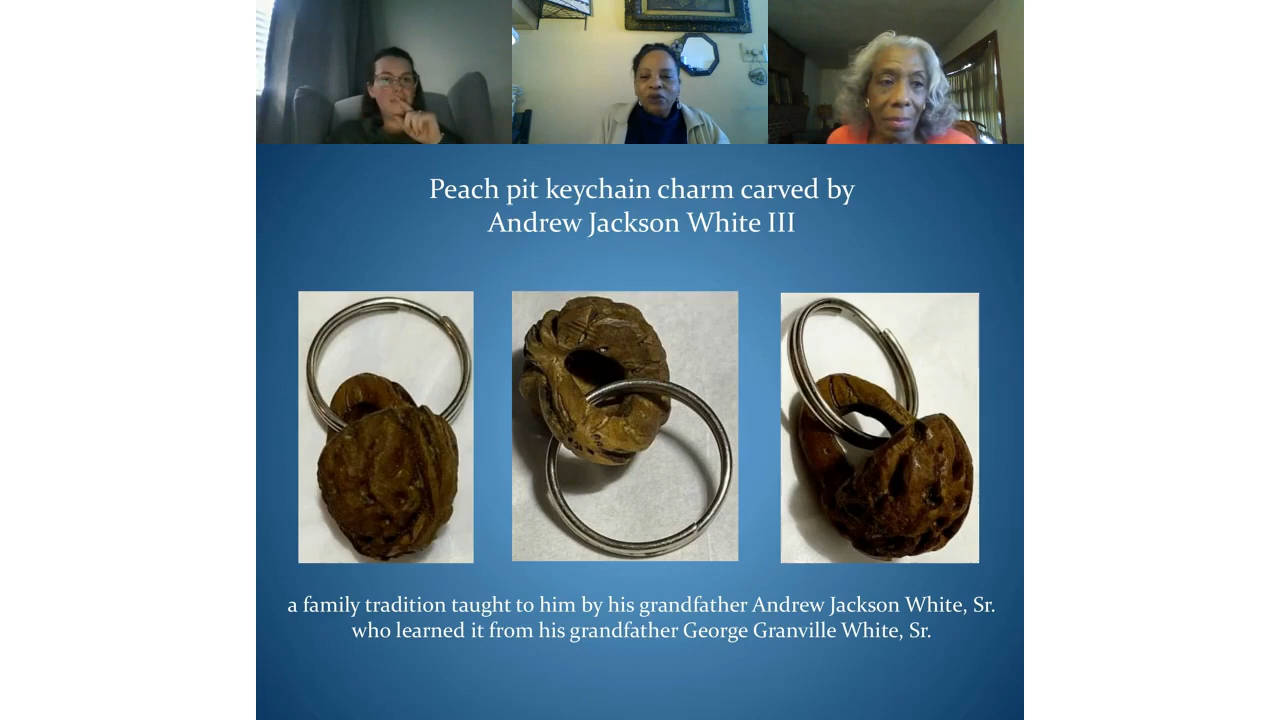 Peach pit keychain charm carved by
Andrew Jackson White III
a family tradition taught to him by his grandfather Andrew Jackson White, Sr.
who learned it from his grandfather George Granville White, Sr.